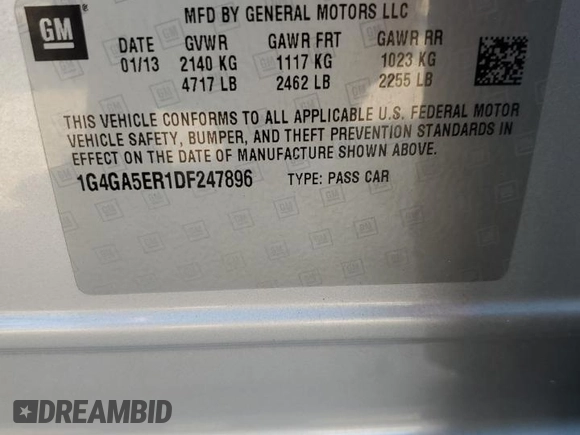 GM ®
MFD BY GENERAL MOTORS LLC
DATE GVWR GAWR FRT GAWR RR
01/13 2140 KG 1117 KG 1023 KG
4717 LB 2462 LB 2255 LB
THIS VEHICLE CONFORMS TO ALL APPLICABLE U.S. FEDERAL MOTOR
VEHICLE SAFETY, BUMPER, AND THEFT PREVENTION STANDARDS IN
EFFECT ON THE DATE OF MANUFACTURE SHOWN ABOVE.
1G4GA5ER1DF247896 TYPE: PASS CAR
DREAMBID